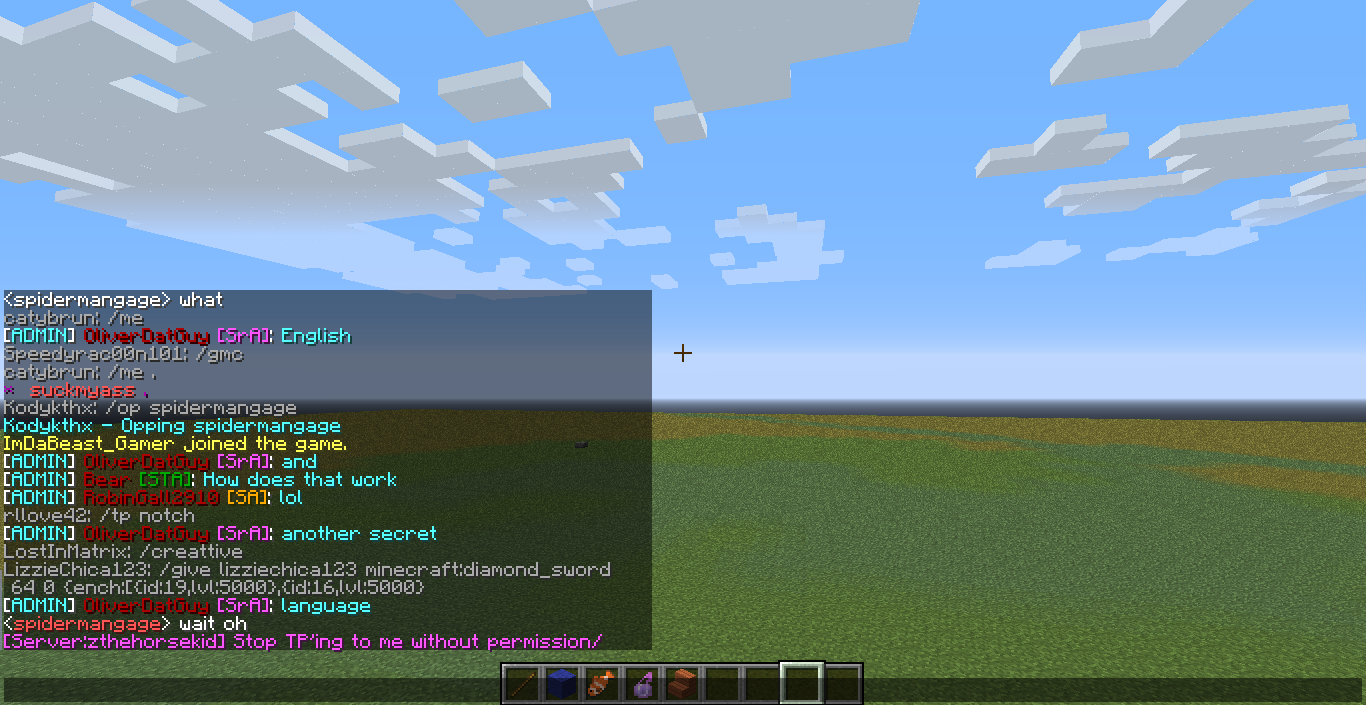 <spidermangage> what
catybrun: /me
[ADMIN] OliverDatGuy [SrA]: English
Speedyrac00n101: /gmc
catybrun: /me .
* suckmyass .
Kodykthx: /op spidermangage
Kodykthx - Opping spidermangage
ImDaBeast_Gamer joined the game.
[ADMIN] OliverDatGuy [SrA]: and
[ADMIN] Bear [STA]: How does that work
[ADMIN] RobinGall2910 [SA]: lol
rllove42: /tp notch
[ADMIN] OliverDatGuy [SrA]: another secret
LostInMatrix: /creattive
LizzieChica123: /give lizziechica123 minecraft:diamond_sword
64 0 {ench:[{id:19,lvl:5000},{id:16,lvl:5000}
[ADMIN] OliverDatGuy [SrA]: language
<spidermangage> wait oh
[Server:zthehorsekid] Stop TP'ing to me without permission/